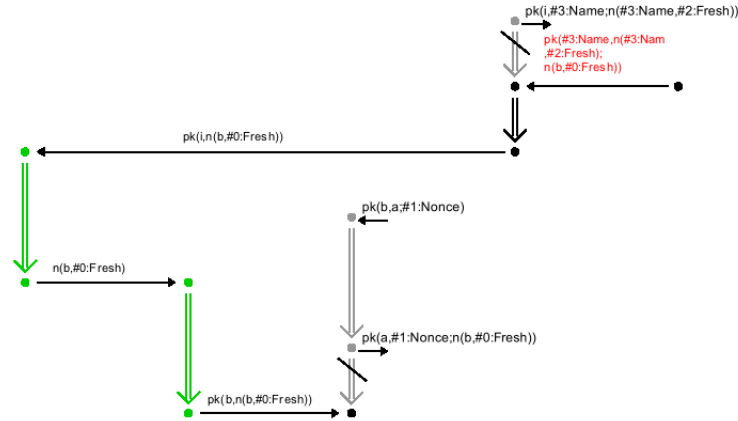 pk(i,#3:Name;n(#3:Name,#2:Fresh))
pk(#3:Name,n(#3:Nam
,#2:Fresh);
n(b,#0:Fresh))
pk(i,n(b,#0:Fresh))
pk(b,a;#1:Nonce)
n(b,#0:Fresh)
pk(a,#1:Nonce;n(b,#0:Fresh))
pk(b,n(b,#0:Fresh))